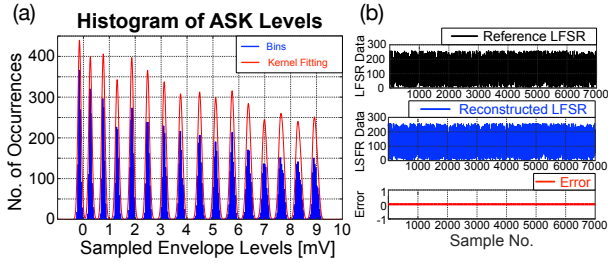 (a)
Histogram of ASK Levels
No. of Occurrences
400
300
200
100
0
Bins
Kernel Fitting
0 1 2 3 4 5 6 7 8 9 10
Sampled Envelope Levels [mV]
(b)
LFSR Data
300
200
100
0
Reference LFSR
1000 2000 3000 4000 5000 6000 7000
Reconstructed LFSR
LSFR Data
300
200
100
0
1000 2000 3000 4000 5000 6000 7000
Error
Error
1
0
-1
1000 2000 3000 4000 5000 6000 7000
Sample No.